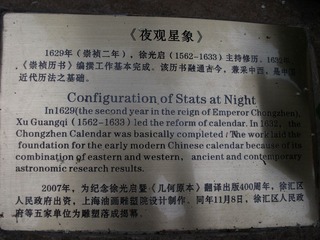 《夜观星象》
1629年（崇祯二年），徐光启（1562-1633）主持修历。1633年
，《崇祯历书》编撰工作基本完成。该历书融通古今，兼采中西，是中国
近代历法之基础。
Configuration of Stats at Night
In1629(the second year in the reign of Emperor Chongzhen),
Xu Guangqi（1562-1633）led the reform of calendar. In 1633, the
Chongzhen Calendar was basically completed . The work laid the
foundation for the early modern Chinese calendar because of its
combination of eastern and western, ancient and contemporary
astronomic research results.
2007年，为纪念徐光启暨《几何原本》翻译出版400周年，徐汇区
人民政府出资，上海油画雕塑院设计制作。同年11月8日，徐汇区人民政
府等五家单位为雕塑落成揭幕。